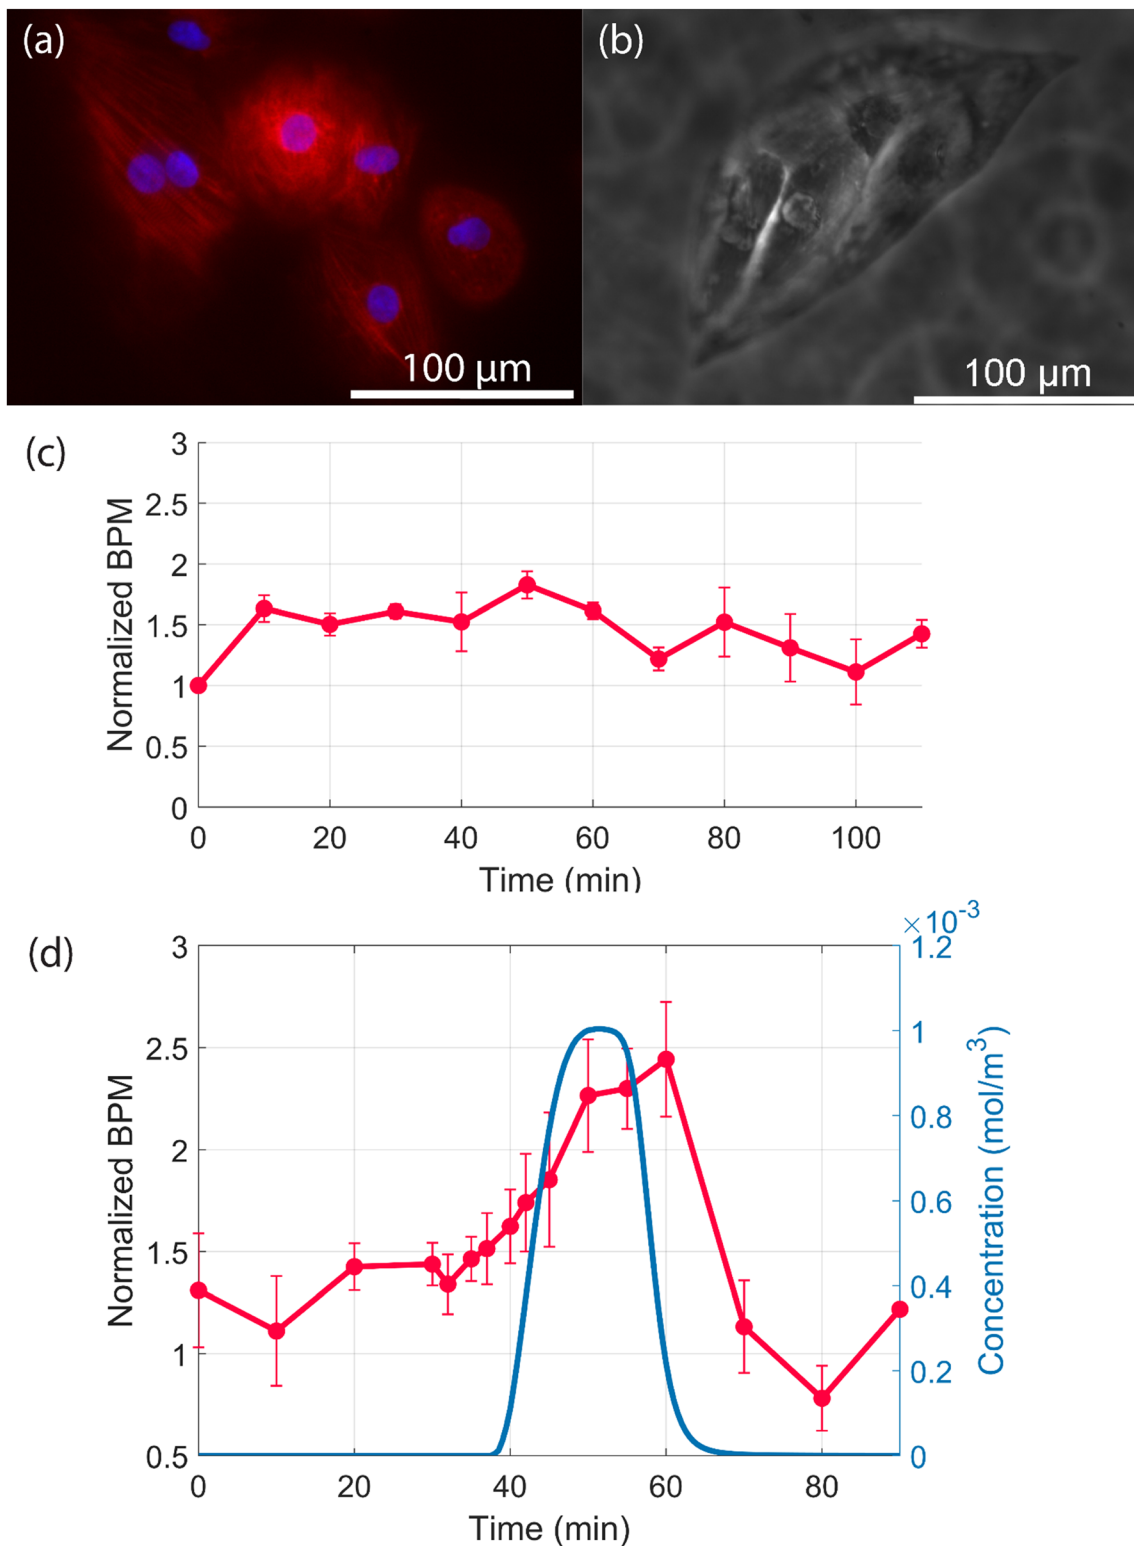 (a)
(b)
100 µm
100 µm
(c)
3
2.5
2
1.5
1
0.5
0
Normalized BPM
0 20 40 60 80 100
Time (min)
(d)
×10-3
3
2.5
2
1.5
1
0.5
Normalized BPM
1.2
1
0.8
0.6
0.4
0.2
0
Concentration (mol/m3)
0 20 40 60 80
Time (min)